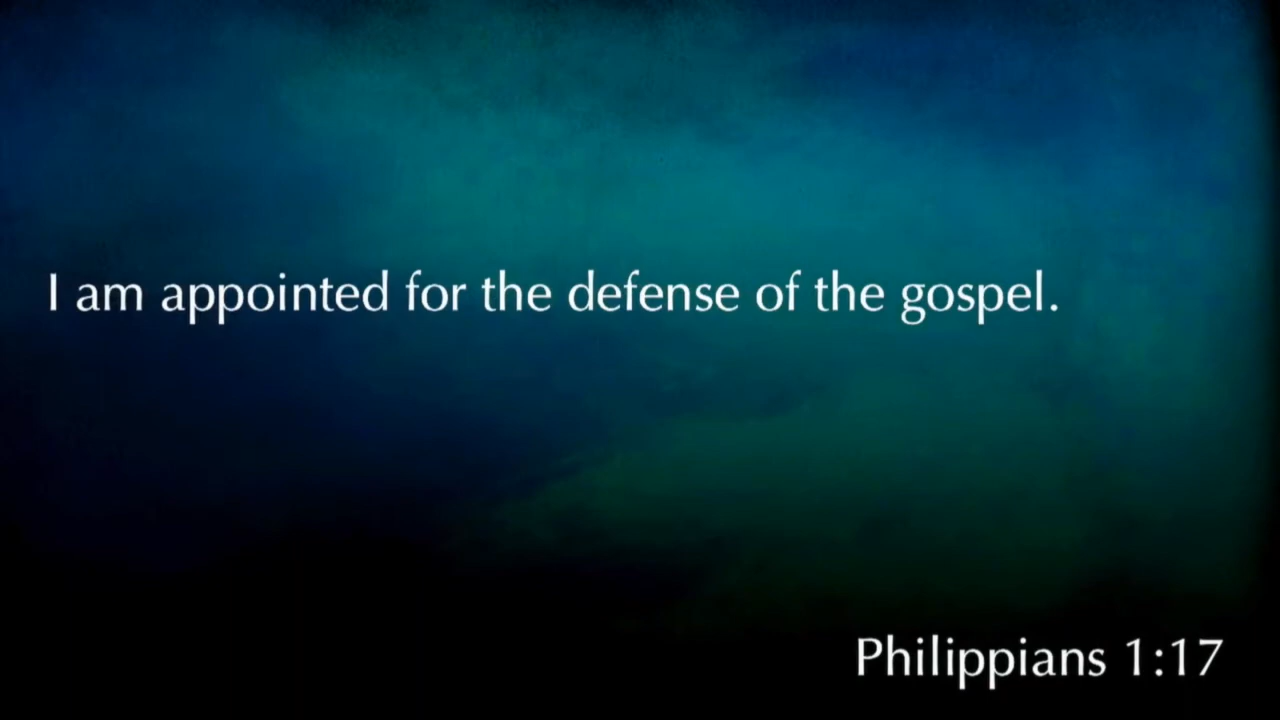 I am appointed for the defense of the gospel.
Philippians 1:17